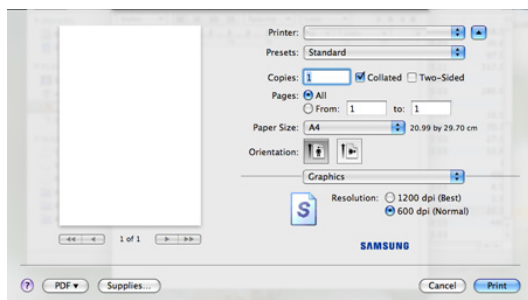 Printer:
Presets: Standard
Copies: 1 Collated Two-Sided
Pages: All
From: 1 to: 1
Paper Size: A4 20.99 by 29.70 cm
Orientation:
Graphics
Resolution: 1200 dpi (Best)
600 dpi (Normal)
S
SAMSUNG
1 of 1
? PDF Supplies... Cancel Print